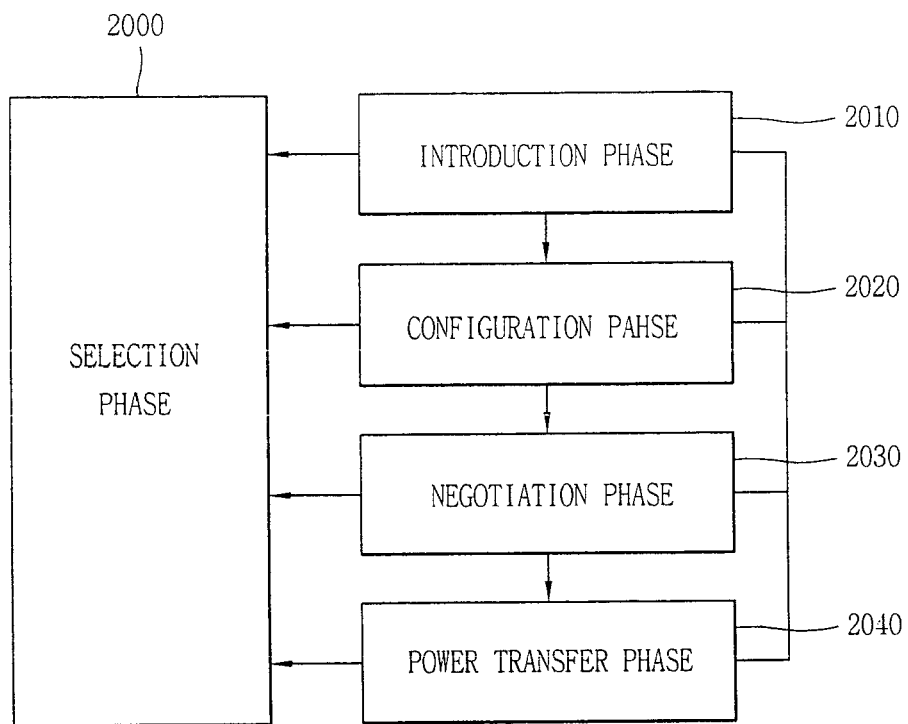 2000
2010
INTRODUCTION PHASE
2020
CONFIGURATION PAHSE
SELECTION
PHASE
2030
NEGOTIATION PHASE
2040
POWER TRANSFER PHASE